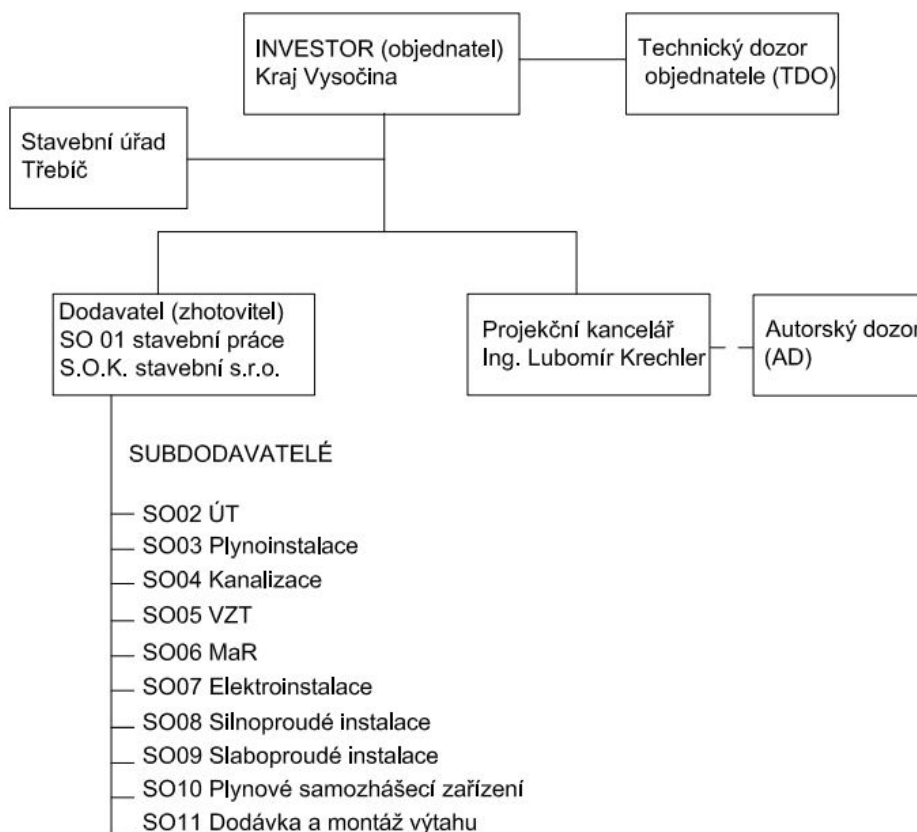 INVESTOR (objednatel)
Kraj Vysočina
Technický dozor
objednatele (TDO)
Stavební úřad
Třebíč
Dodavatel (zhotovitel)
SO 01 stavební práce
S.O.K. stavební s.r.o.
Projekční kancelář
Ing. Lubomír Krechler
Autorský dozor
(AD)
SUBDODAVATELÉ
SO02 ÚT
SO03 Plynoinstalace
SO04 Kanalizace
SO05 VZT
SO06 MaR
SO07 Elektroinstalace
SO08 Silnoproudé instalace
SO09 Slaboproudé instalace
SO10 Plynové samozhášecí zařízení
SO11 Dodávka a montáž výtahu